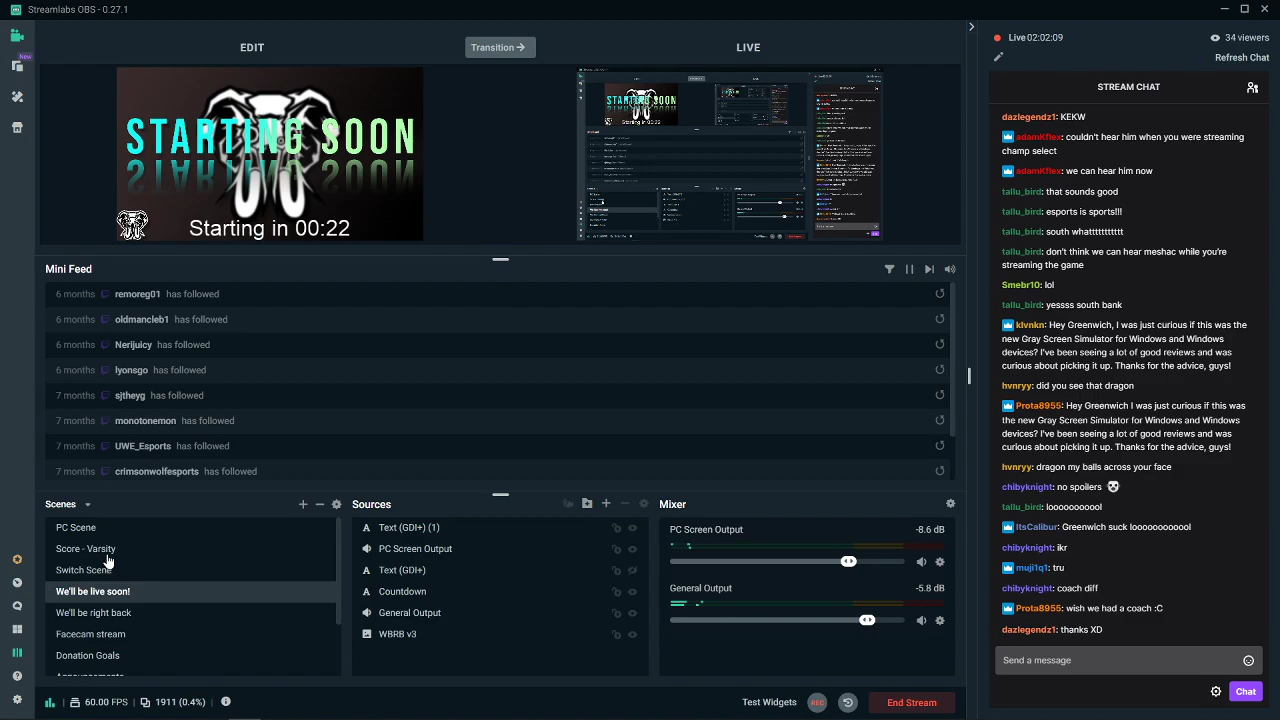 Streamlabs OBS - 0.27.1
New
EDIT
Transition
LIVE
STARTING SOON
Starting in 00:22
STARTING SOON
Starting in 00:22
Mini Feed
6 months remoreg01 has followed
6 months oldmancleb1 has followed
6 months Nerijuicy has followed
6 months lyonsgo has followed
7 months sjtheyg has followed
7 months monotonemon has followed
7 months UWE_Esports has followed
7 months crimsonwolfesports has followed
Scenes
PC Scene
Score - Varsity
Switch Scene
We'll be live soon!
We'll be right back
Facecam stream
Donation Goals
Announcements
Sources
Text (GDI+) (1)
PC Screen Output
Text (GDI+)
Countdown
General Output
WBRB v3
Mixer
PC Screen Output -8.6 dB
General Output -5.8 dB
60.00 FPS
1911 (0.4%)
Test Widgets
REC
End Stream
Live 02:02:09
34 viewers
Refresh Chat
STREAM CHAT
dazlegendz1: KEKW
adamKflex: couldn't hear him when you were streaming
champ select
adamKflex: we can hear him now
tallu_bird: that sounds good
tallu_bird: esports is sports!!!
tallu_bird: south whatttttttttt
tallu_bird: don't think we can hear meshac while you're
streaming the game
Smebr10: lol
tallu_bird: yessss south bank
klvnkn: Hey Greenwich, I was just curious if this was the
new Gray Screen Simulator for Windows and Windows
devices? I've been seeing a lot of good reviews and was
curious about picking it up. Thanks for the advice, guys!
hvnryy: did you see that dragon
Prota8955: Hey Greenwich I was just curious if this was
the new Gray Screen Simulator for Windows and Windows
devices? I've been seeing a lot of good reviews and was
curious about picking it up. Thanks for the advice, guys!
hvnryy: dragon my balls across your face
chibyknight: no spoilers
tallu_bird: looooooooool
ItsCalibur: Greenwich suck looooooooool
chibyknight: ikr
muji1q1: tru
chibyknight: coach diff
Prota8955: wish we had a coach :C
dazlegendz1: thanks XD
Send a message
Chat